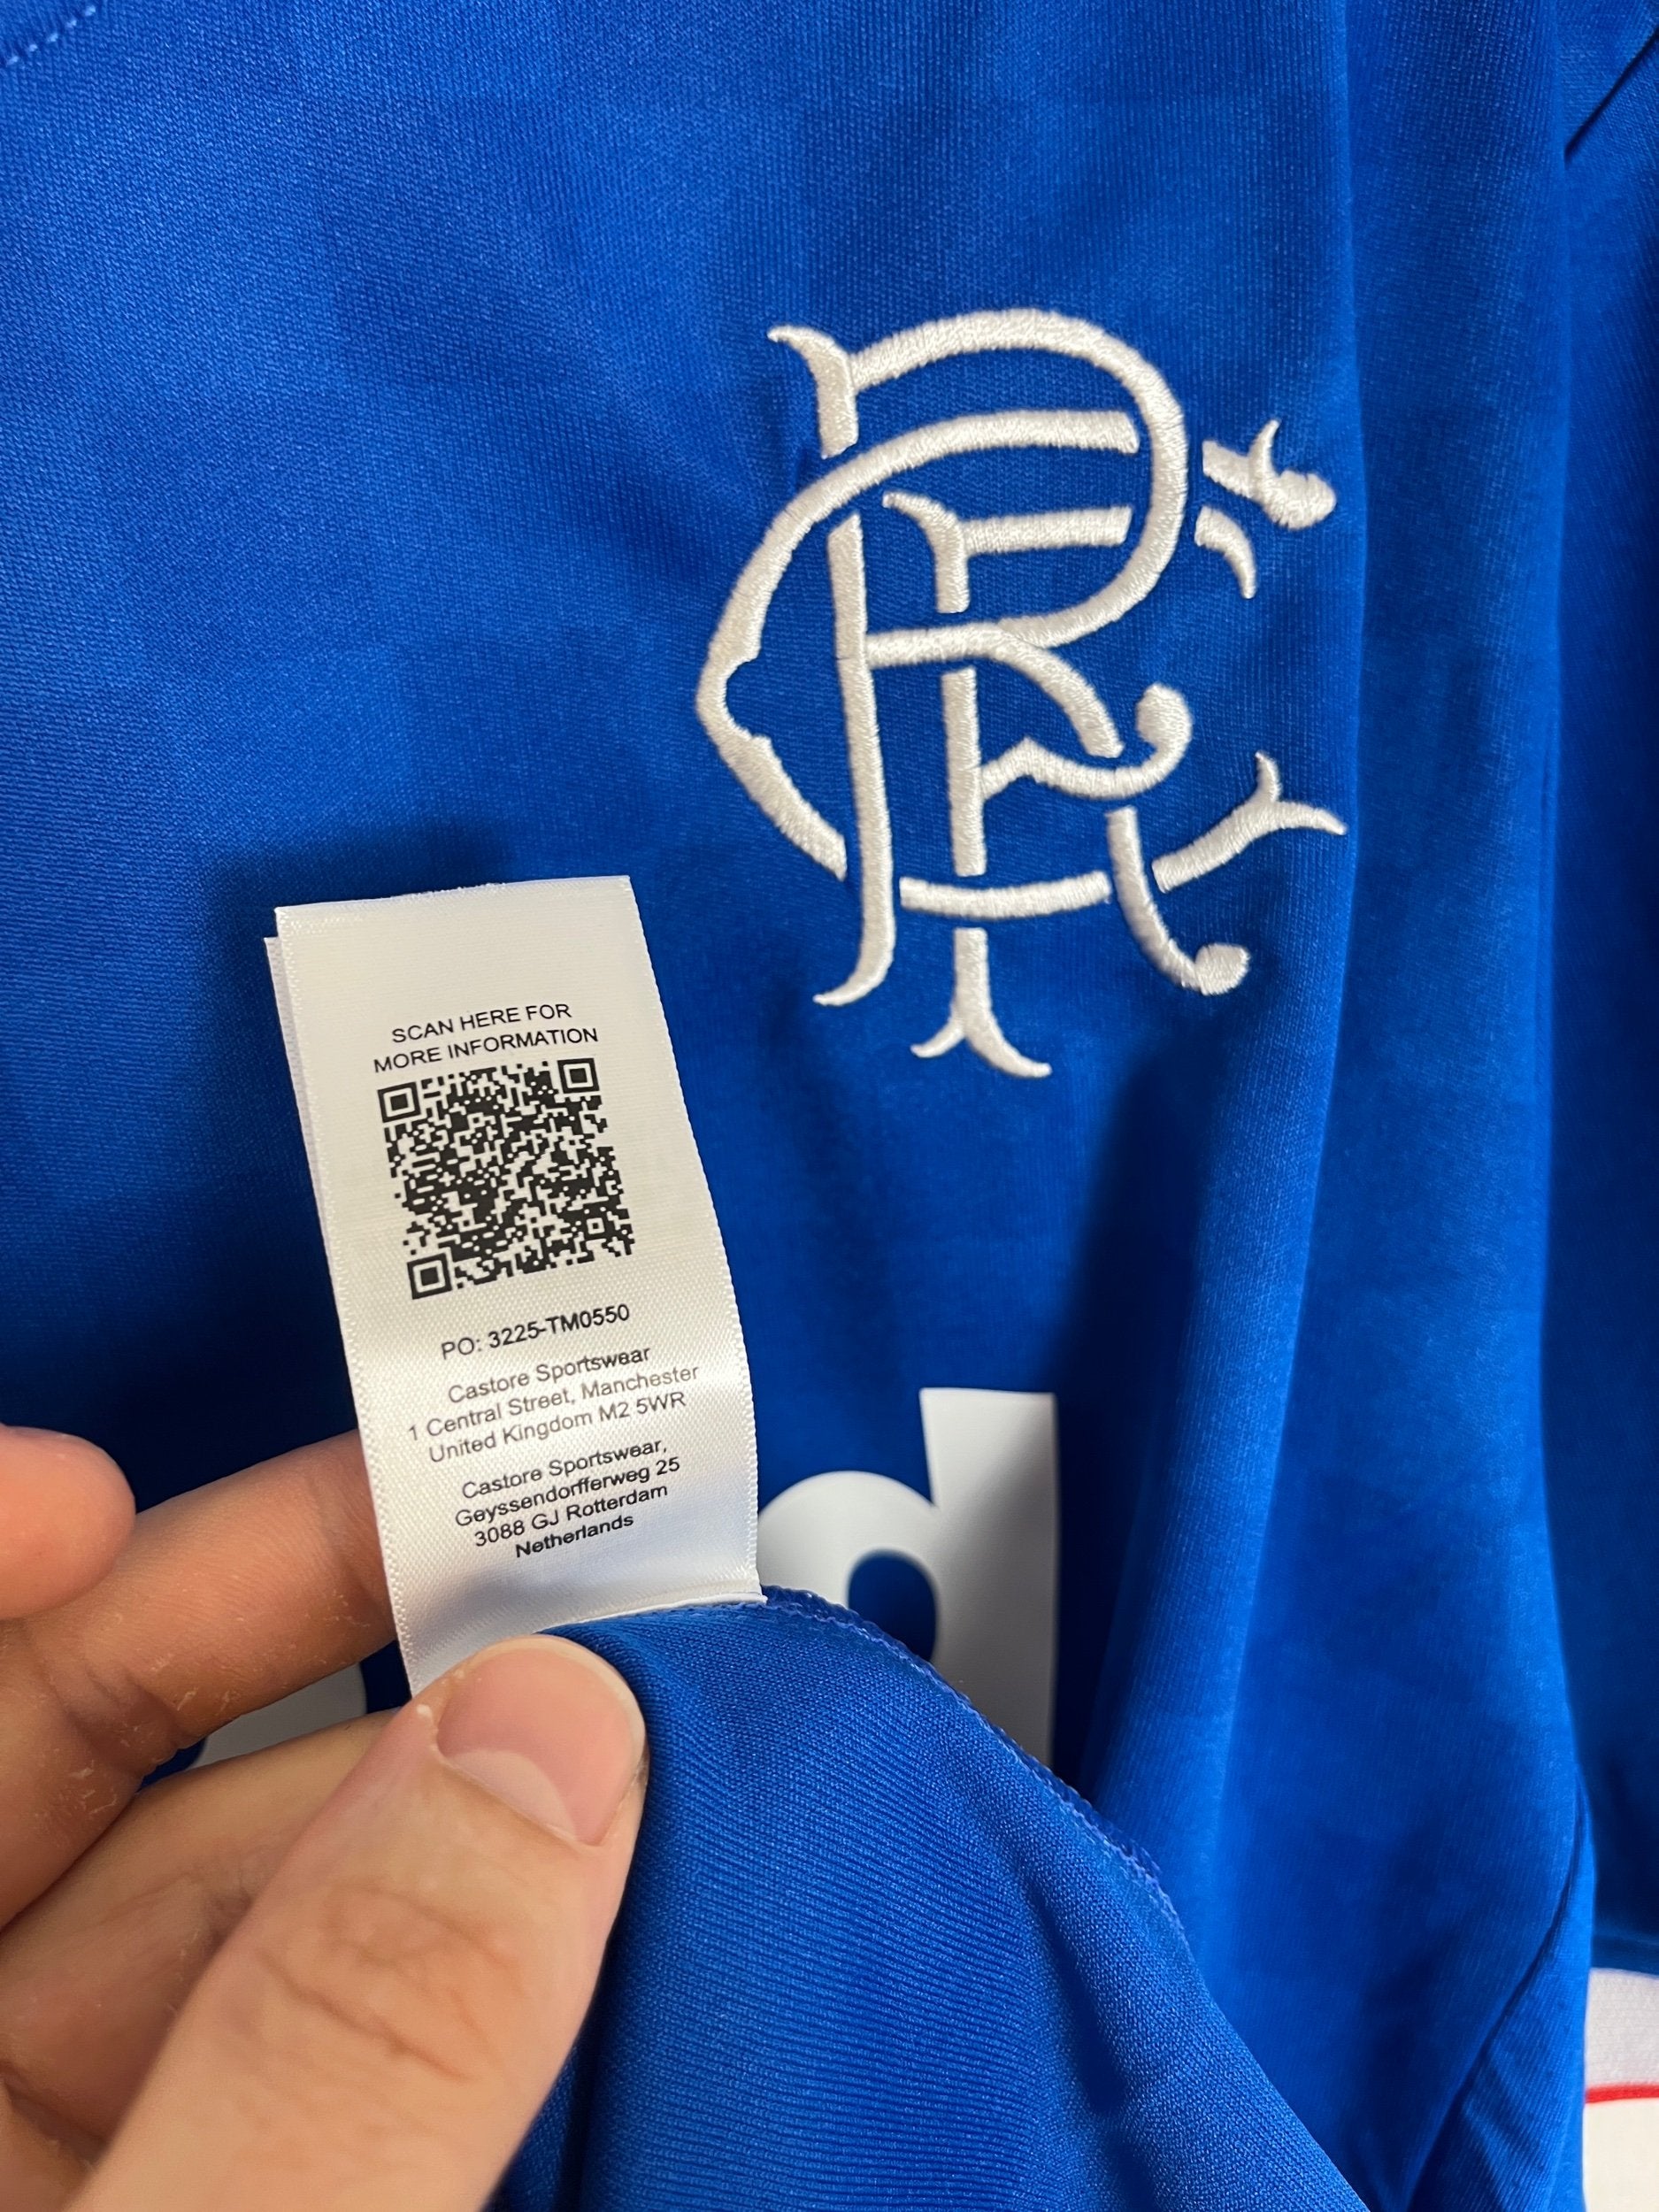 RFC
SCAN HERE FOR
MORE INFORMATION
PO: 3225-TM0550
Castore Sportswear
1 Central Street, Manchester
United Kingdom M2 5WR
Castore Sportswear,
Geyssendorfferweg 25
3088 GJ Rotterdam
Netherlands
d